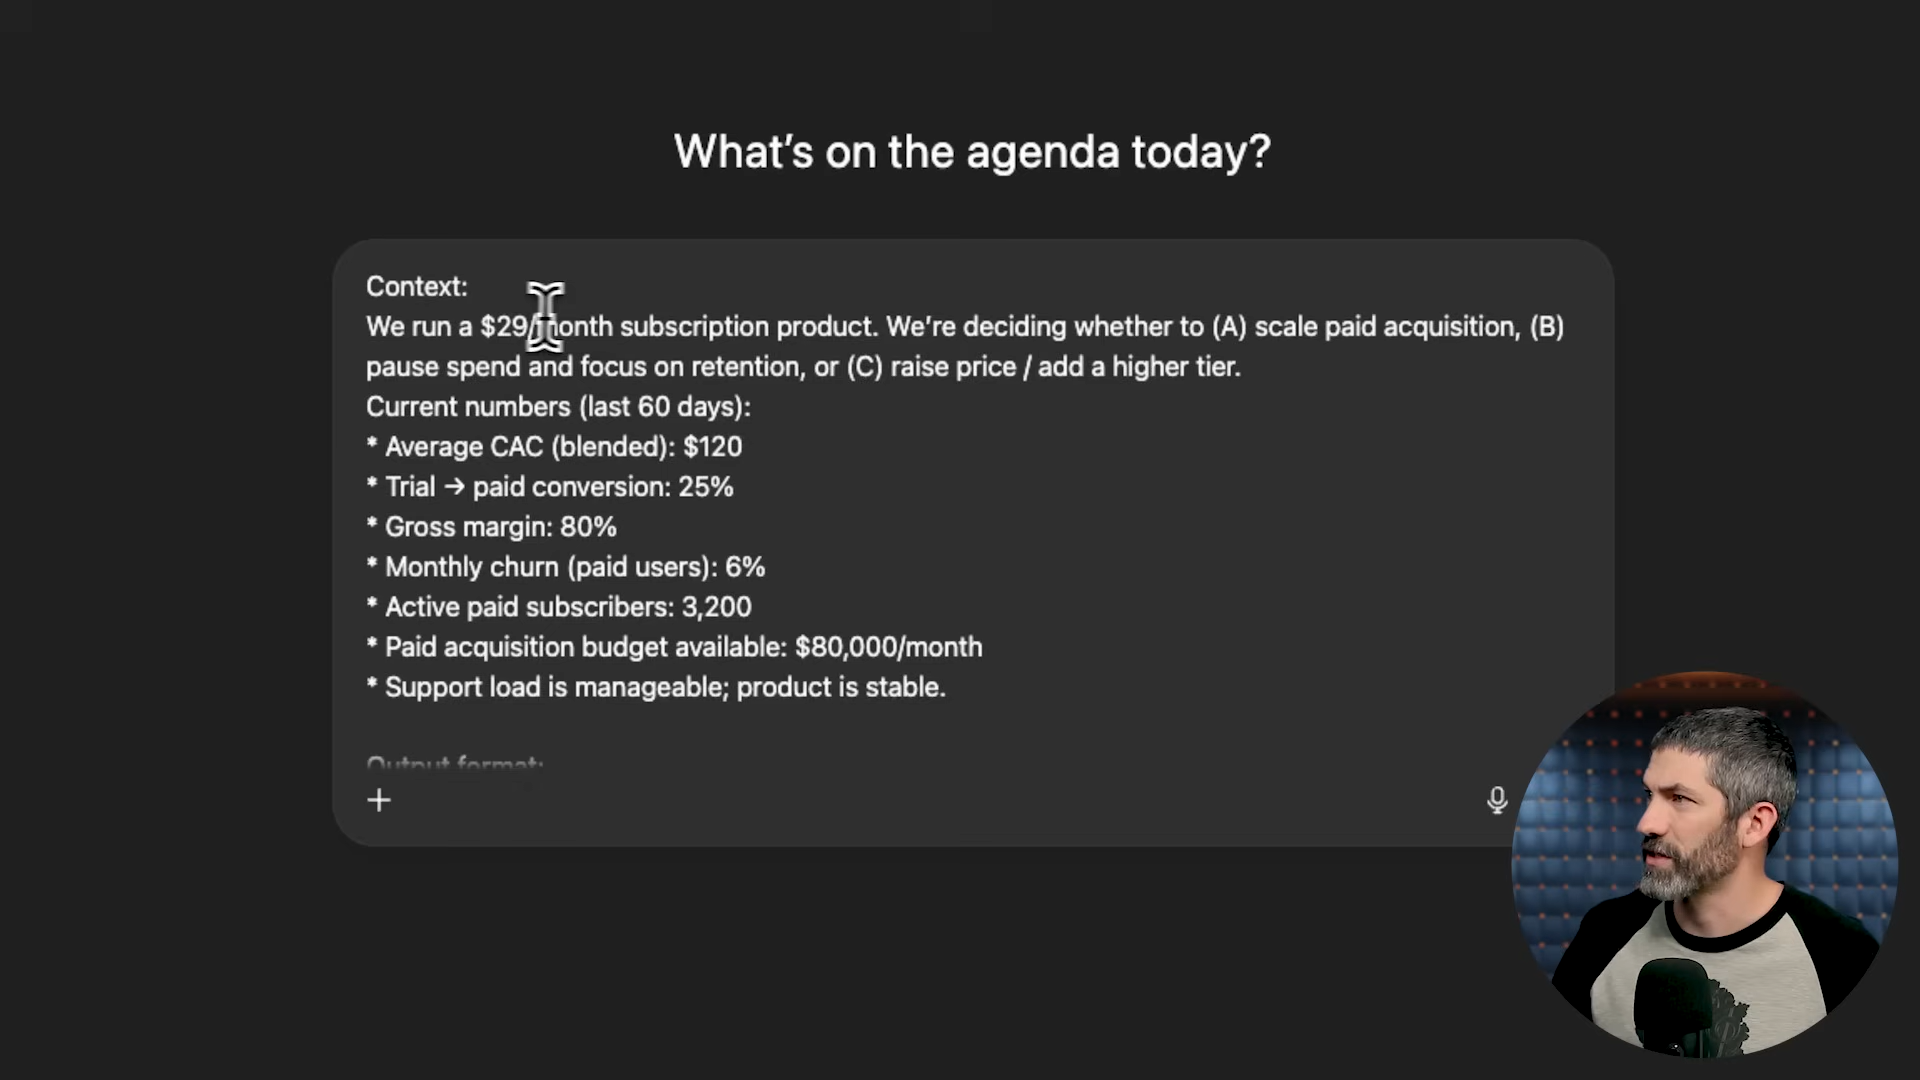 What's on the agenda today?
Context:
We run a $29/month subscription product. We're deciding whether to (A) scale paid acquisition, (B)
pause spend and focus on retention, or (C) raise price / add a higher tier.
Current numbers (last 60 days):
* Average CAC (blended): $120
* Trial → paid conversion: 25%
* Gross margin: 80%
* Monthly churn (paid users): 6%
* Active paid subscribers: 3,200
* Paid acquisition budget available: $80,000/month
* Support load is manageable; product is stable.
Output format: